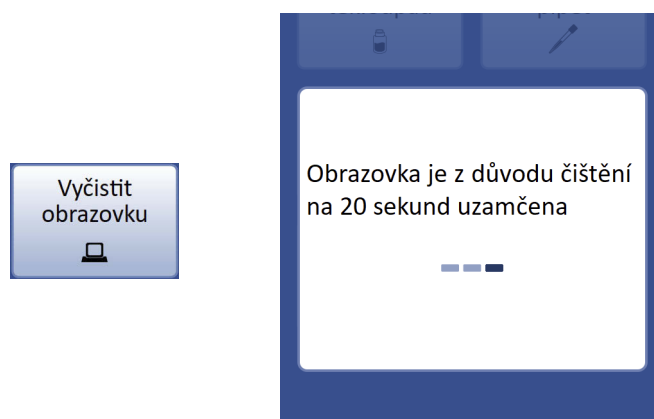 Vyčistit
obrazovku
Obrazovka je z důvodu čištění
na 20 sekund uzamčena